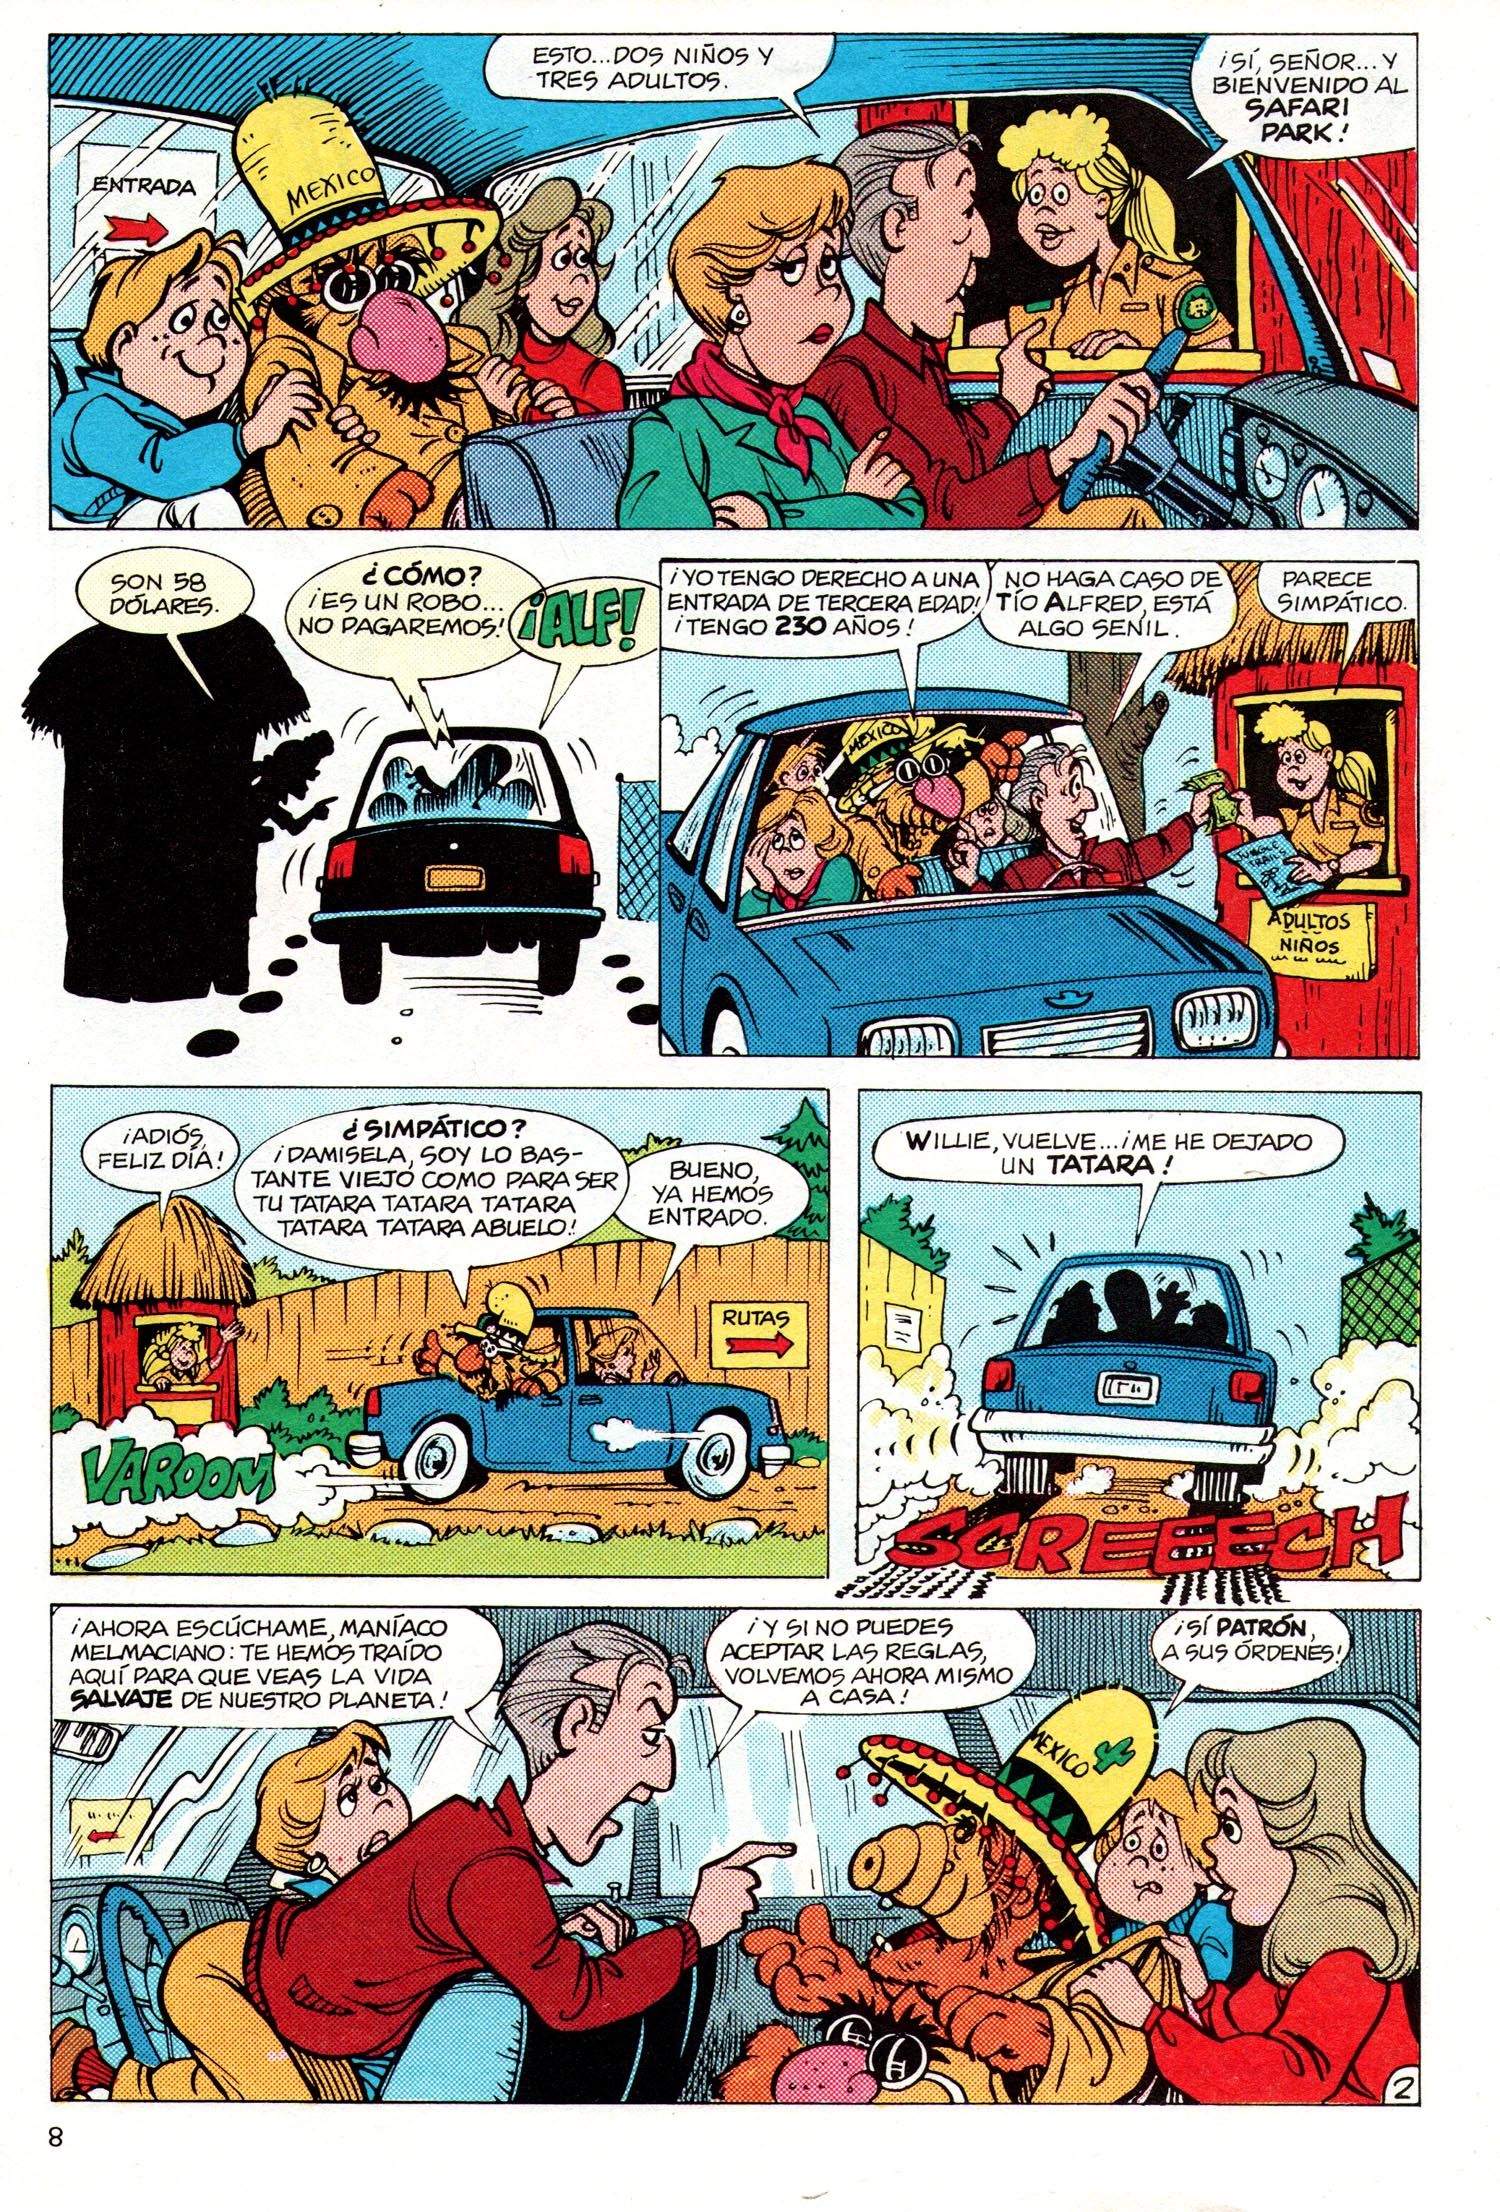 ESTO...DOS NIÑOS Y
TRES ADULTOS.
¡SÍ, SEÑOR...Y
BIENVENIDO AL
SAFARI
PARK!
ENTRADA
MEXICO
SON 58
DÓLARES.
¿CÓMO?
¡ES UN ROBO...
NO PAGAREMOS!
¡ALF!
¡YO TENGO DERECHO A UNA
ENTRADA DE TERCERA EDAD!
¡TENGO 230 AÑOS!
NO HAGA CASO DE
TÍO ALFRED, ESTÁ
ALGO SENIL.
PARECE
SIMPÁTICO.
MEXICO
JUNGLE
TRAIL
ADULTOS
NIÑOS
¡ADIÓS,
FELIZ DÍA!
¿SIMPÁTICO?
¡DAMISELA, SOY LO BAS-
TANTE VIEJO COMO PARA SER
TU TATARA TATARA TATARA
TATARA TATARA ABUELO!
BUENO,
YA HEMOS
ENTRADO.
RUTAS
VAROOM
WILLIE, VUELVE...¡ME HE DEJADO
UN TATARA!
SCREEEECH
¡AHORA ESCÚCHAME, MANÍACO
MELMACIANO: TE HEMOS TRAÍDO
AQUÍ PARA QUE VEAS LA VIDA
SALVAJE DE NUESTRO PLANETA!
¡Y SI NO PUEDES
ACEPTAR LAS REGLAS,
VOLVEMOS AHORA MISMO
A CASA!
¡SÍ PATRÓN,
A SUS ÓRDENES!
MEXICO
2
8